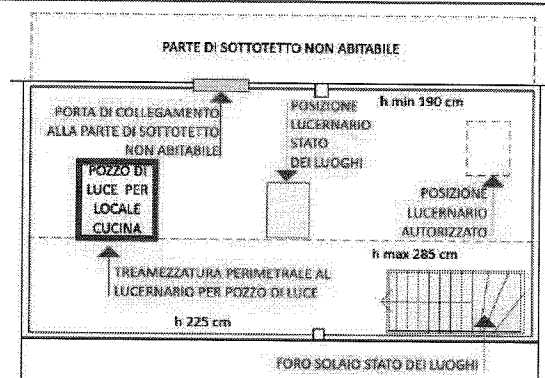 PARTE DI SOTTOTETTO NON ABITABILE
PORTA DI COLLEGAMENTO
ALLA PARTE DI SOTTOTETTO
NON ABITABILE
POSIZIONE
LUCERNARIO
STATO
DEI LUOGHI
h min 190 cm
POZZO DI
LUCE PER
LOCALE
CUCINA
POSIZIONE
LUCERNARIO
AUTORIZZATO
h max 285 cm
TREAMEZZATURA PERIMETRALE AL
LUCERNARIO PER POZZO DI LUCE
h 225 cm
FORO SOLAIO STATO DEI LUOGHI